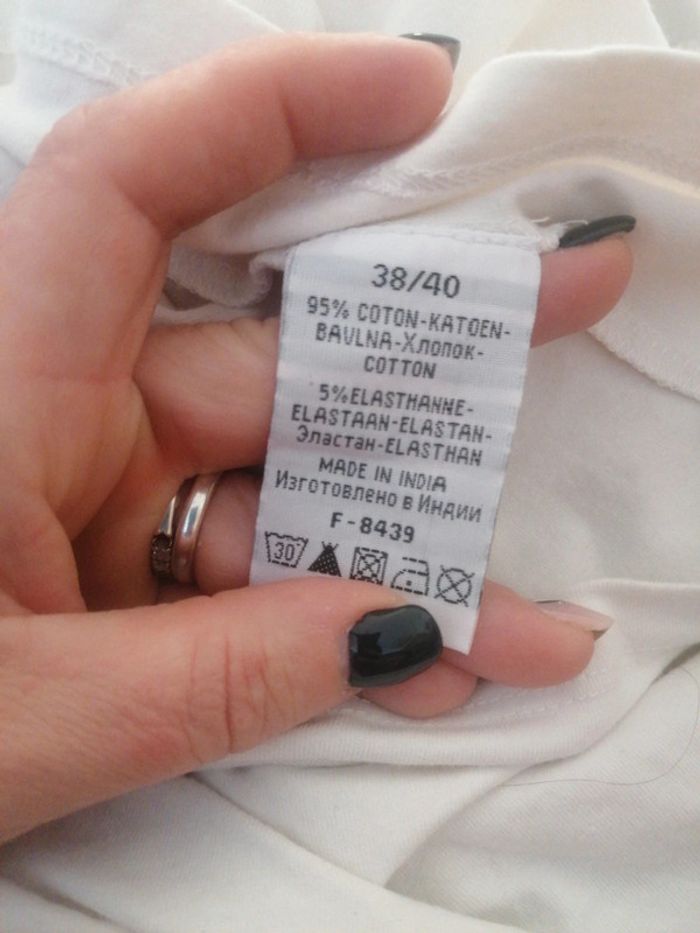 38/40
95% COTON-KATOEN-
BAVLNA-Хлопок-
COTTON
5%ELASTHANNE-
ELASTAAN-ELASTAN-
Эластан-ELASTHAN
MADE IN INDIA
Изготовлено в Индии
F-8439
30°